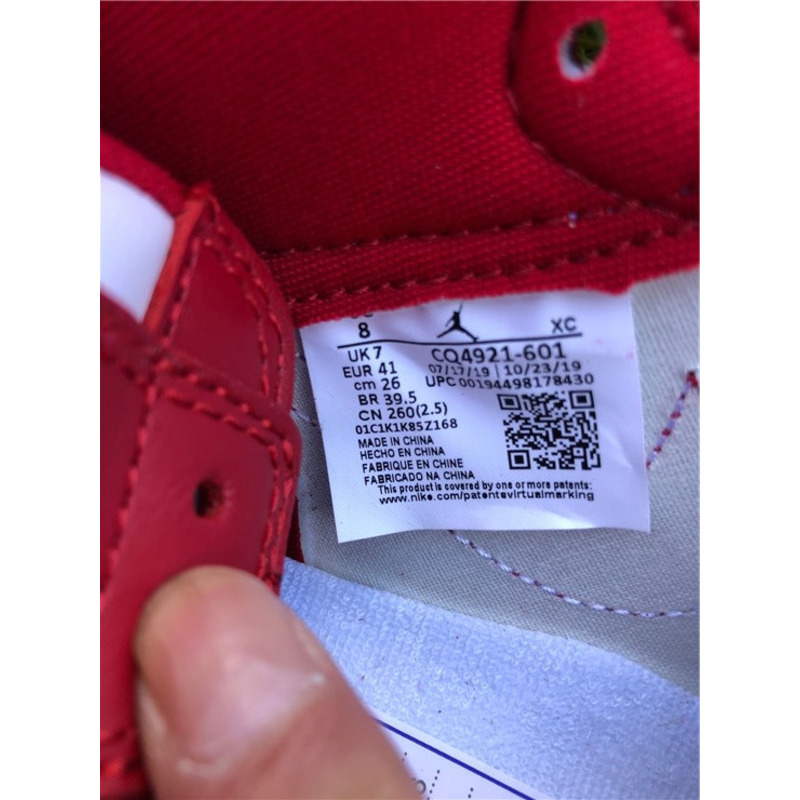 8 XC
UK 7 CQ4921-601
EUR 41 07/17/19 | 10/23/19
cm 26 UPC 00194498178430
BR 39.5
CN 260(2.5)
01C1K1K85Z168
MADE IN CHINA
HECHO EN CHINA
FABRIQUE EN CHINE
FABRICADO NA CHINA
This product is covered by one or more patents:
www.nike.com/patentsvirtualmarking